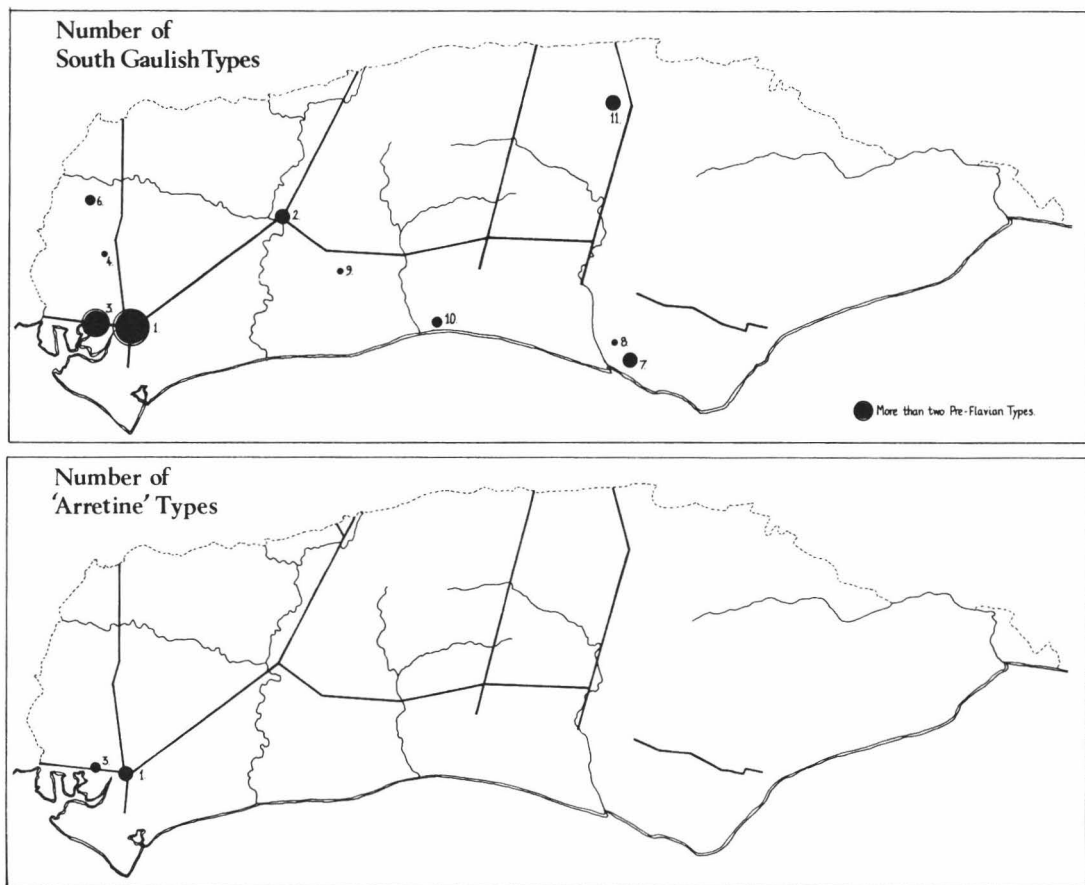 Number of
South Gaulish Types
11.
6.
2.
4.
9.
3.
1.
10.
8.
7.
More than two Pre-Flavian Types.
Number of
'Arretine' Types
3.
1.